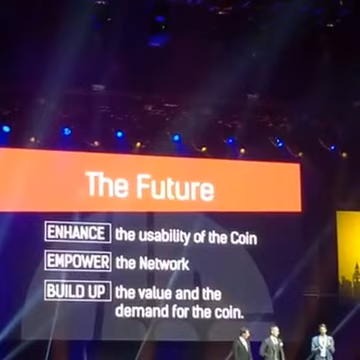 The Future
ENHANCE the usability of the Coin
EMPOWER the Network
BUILD UP the value and the
demand for the coin.